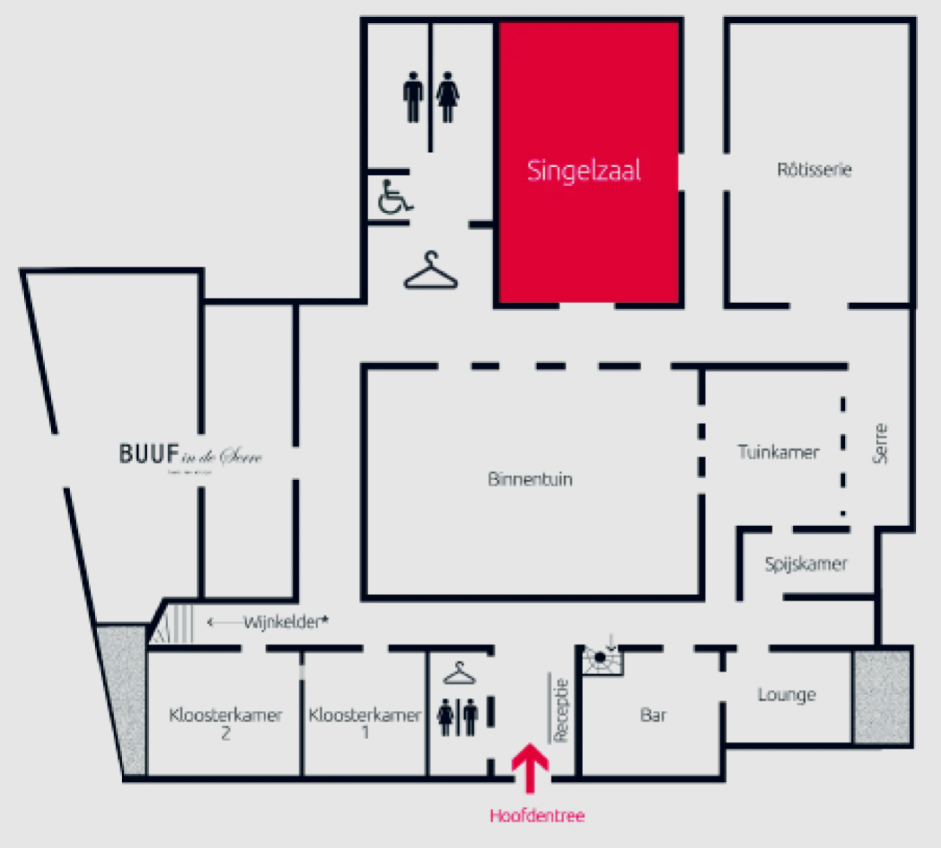 Singelzaal
Rôtisserie
BUUF in de Serre
Binnentuin
Tuinkamer
Serre
Spijskamer
Wijnkelder*
Kloosterkamer
2
Kloosterkamer
1
Receptie
Bar
Lounge
Hoofdentree